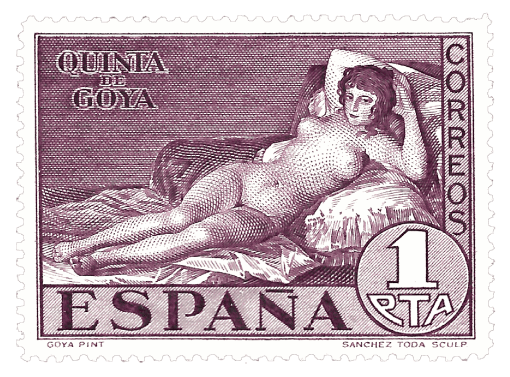 QUINTA
DE
GOYA
CORREOS
1
PTA
ESPAÑA
GOYA PINT
SANCHEZ TODA SCULP